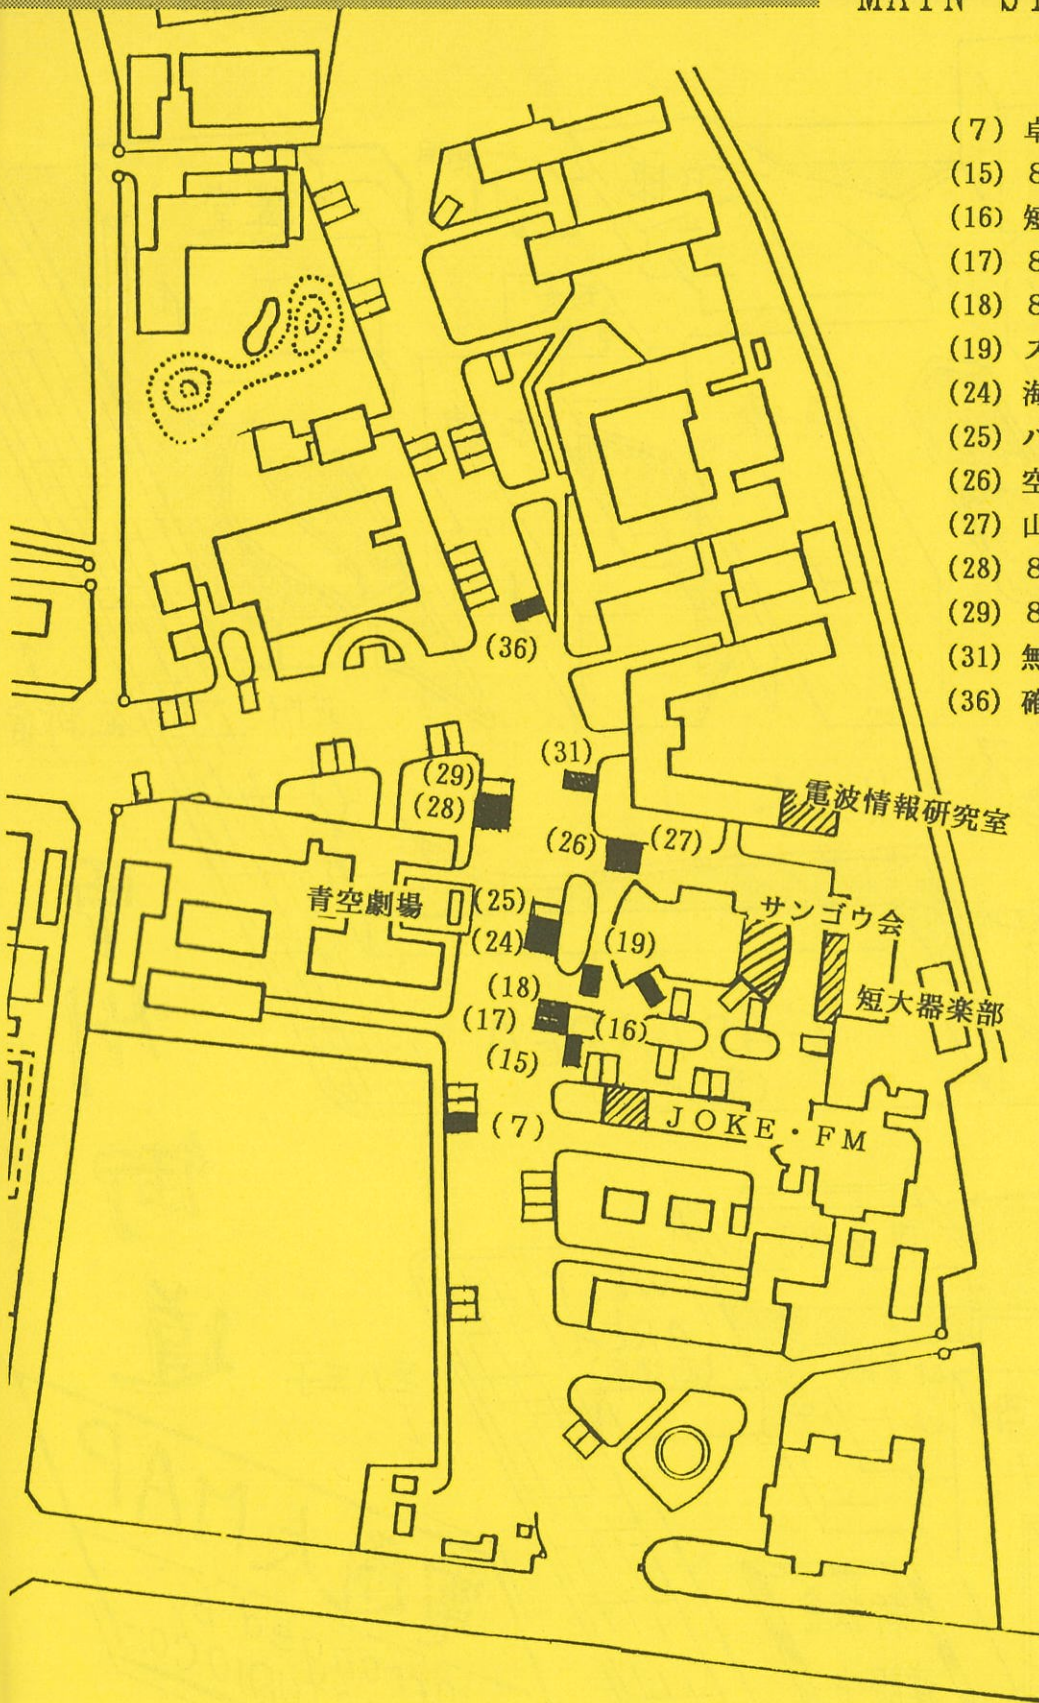 MAIN ST
(7) 卓
(15) 8
(16) 短
(17) 8
(18) 8
(19) ス
(24) 海
(25) ハ
(26) 空
(27) 山
(28) 8
(29) 8
(31) 無
(36) 確
(36)
(31)
(29)
(28)
電波情報研究室
(26)
(27)
青空劇場
(25)
サンゴウ会
(24)
(19)
(18)
短大器楽部
(17)
(16)
(15)
(7)
JOKE・FM